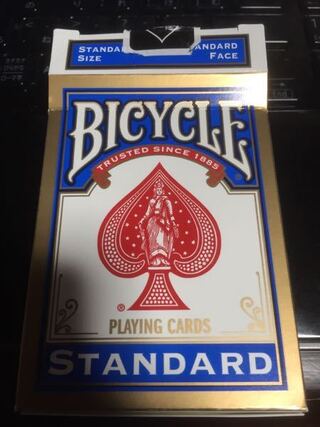 STANDARD
SIZE
STANDARD
FACE
BICYCLE
TRUSTED SINCE 1885
®
PLAYING CARDS
STANDARD